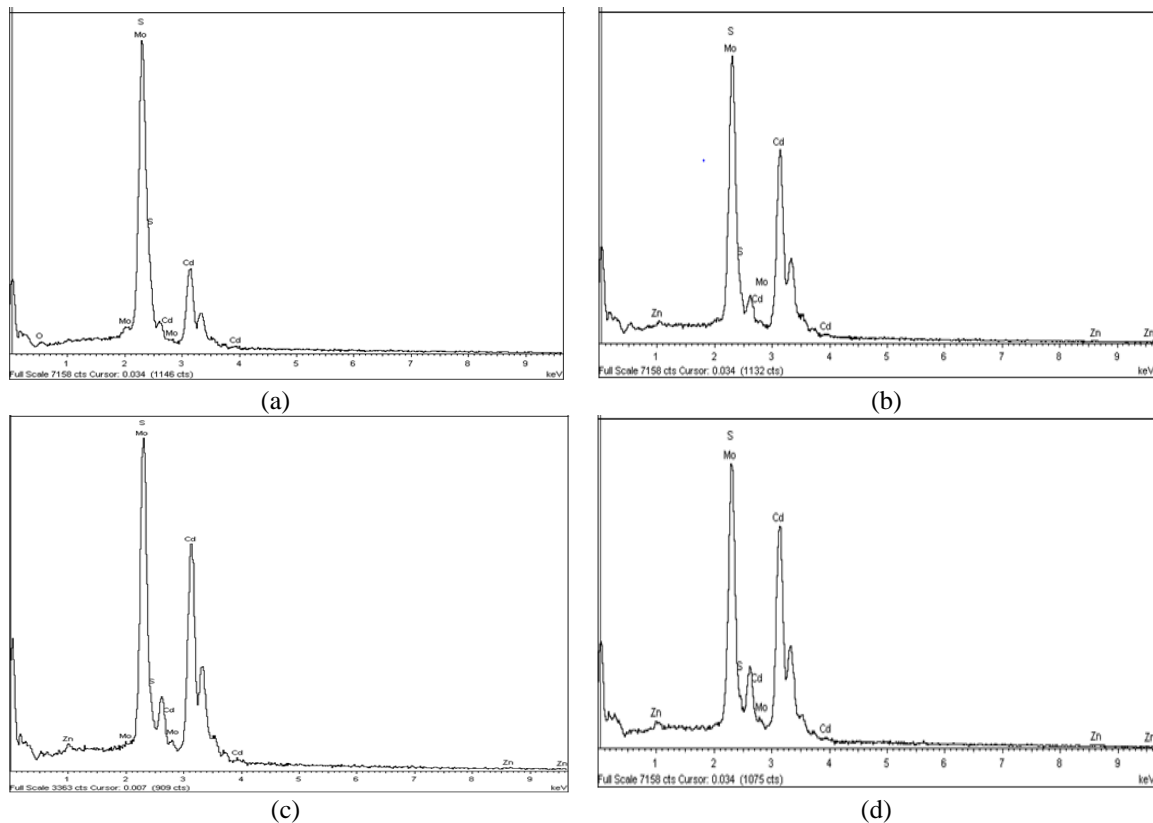 S
Mo
S
Cd
O
Mo
Cd
Mo
Cd
1 2 3 4 5 6 7 8 9
Full Scale 7158 cts Cursor: 0.034 (1146 cts)
keV
(a)
S
Mo
Cd
S
Mo
Cd
Zn
Cd
Zn
Zn
1 2 3 4 5 6 7 8 9
Full Scale 7158 cts Cursor: 0.034 (1132 cts)
keV
(b)
S
Mo
Cd
S
Cd
Zn
Mo
Mo
Cd
Zn
Zn
1 2 3 4 5 6 7 8 9
Full Scale 3363 cts Cursor: 0.007 (909 cts)
keV
(c)
S
Mo
Cd
S
Cd
Zn
Mo
Cd
Zn
Zn
1 2 3 4 5 6 7 8 9
Full Scale 7158 cts Cursor: 0.034 (1075 cts)
keV
(d)